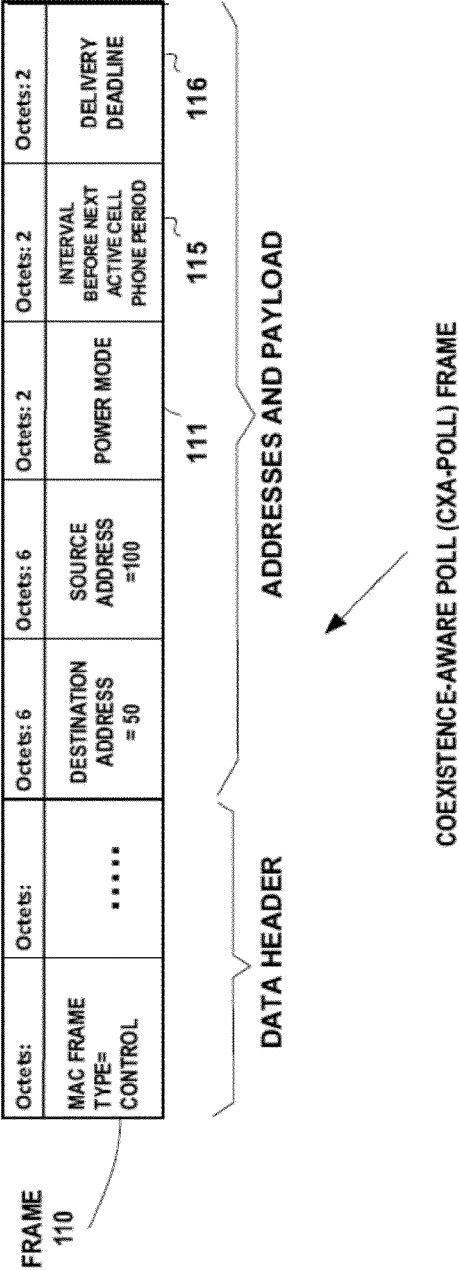 FRAME
110
Octets:
Octets:
Octets: 6
Octets: 6
Octets: 2
Octets: 2
Octets: 2
MAC FRAME
TYPE=
CONTROL
.....
DESTINATION
ADDRESS
= 50
SOURCE
ADDRESS
=100
POWER MODE
INTERVAL
BEFORE NEXT
ACTIVE CELL
PHONE PERIOD
DELIVERY
DEADLINE
111
115
116
DATA HEADER
ADDRESSES AND PAYLOAD
COEXISTENCE-AWARE POLL (CXA-POLL) FRAME